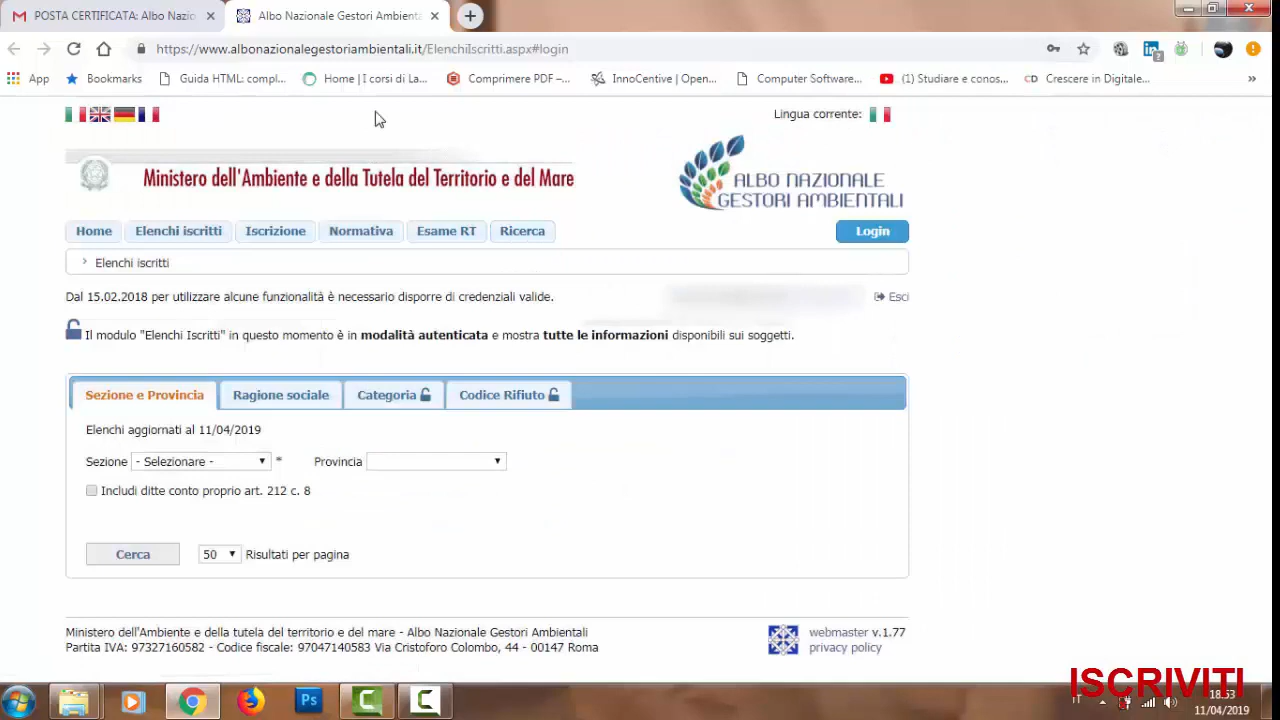 POSTA CERTIFICATA: Albo Nazio
Albo Nazionale Gestori Ambienta
https://www.albonazionalegestoriambientali.it/ElenchiIscritti.aspx#login
App
Bookmarks
Guida HTML: compl...
Home | I corsi di La...
Comprimere PDF –...
InnoCentive | Open...
Computer Software...
(1) Studiare e conos...
CD Crescere in Digitale...
»
Lingua corrente:
Ministero dell'Ambiente e della Tutela del Territorio e del Mare
ALBO NAZIONALE
GESTORI AMBIENTALI
Home
Elenchi iscritti
Iscrizione
Normativa
Esame RT
Ricerca
Login
Elenchi iscritti
Dal 15.02.2018 per utilizzare alcune funzionalità è necessario disporre di credenziali valide.
Esci
Il modulo "Elenchi Iscritti" in questo momento è in modalità autenticata e mostra tutte le informazioni disponibili sui soggetti.
Sezione e Provincia
Ragione sociale
Categoria
Codice Rifiuto
Elenchi aggiornati al 11/04/2019
Sezione - Selezionare - * Provincia
Includi ditte conto proprio art. 212 c. 8
Cerca 50 Risultati per pagina
Ministero dell'Ambiente e della tutela del territorio e del mare - Albo Nazionale Gestori Ambientali
Partita IVA: 97327160582 - Codice fiscale: 97047140583 Via Cristoforo Colombo, 44 - 00147 Roma
webmaster v.1.77
privacy policy
ISCRIVITI
Ps
IT
18.53
11/04/2019